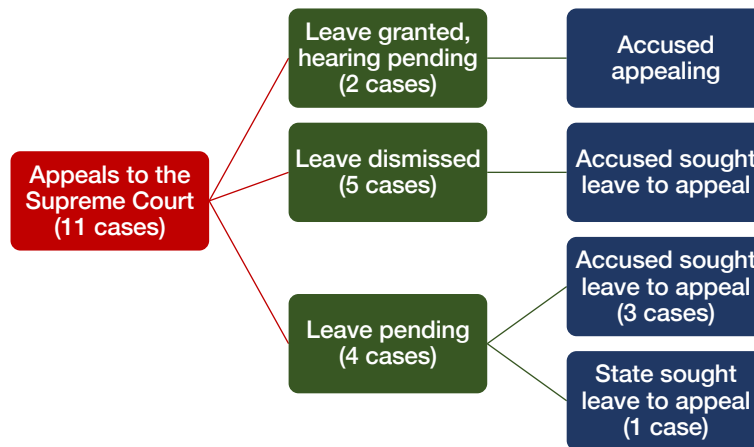 Leave granted,
hearing pending
(2 cases)
Accused
appealing
Appeals to the
Supreme Court
(11 cases)
Leave dismissed
(5 cases)
Accused sought
leave to appeal
Leave pending
(4 cases)
Accused sought
leave to appeal
(3 cases)
State sought
leave to appeal
(1 case)